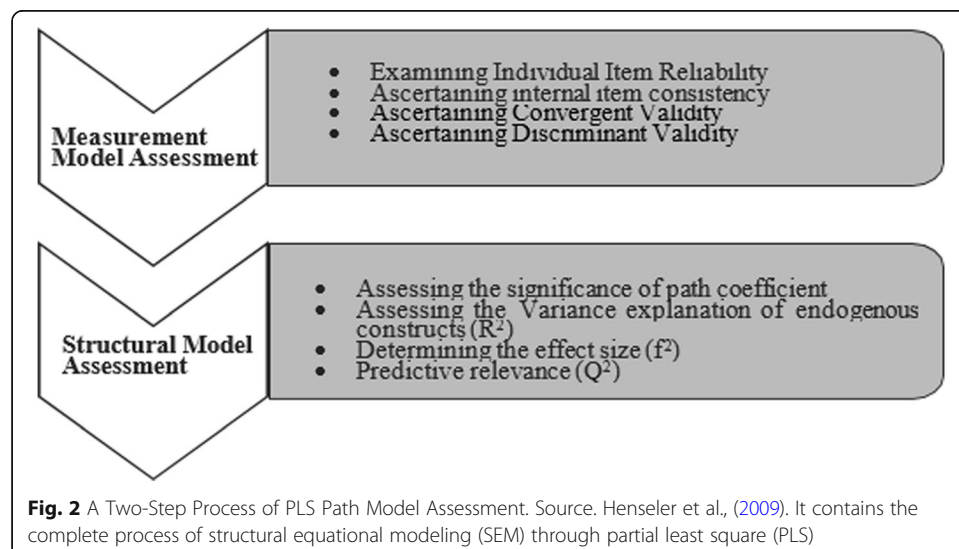 • Examining Individual Item Reliability
• Ascertaining internal item consistency
• Ascertaining Convergent Validity
• Ascertaining Discriminant Validity
Measurement
Model Assessment
• Assessing the significance of path coefficient
• Assessing the Variance explanation of endogenous
constructs (R²)
• Determining the effect size (f²)
• Predictive relevance (Q²)
Structural Model
Assessment
Fig. 2 A Two-Step Process of PLS Path Model Assessment. Source. Henseler et al., (2009). It contains the
complete process of structural equational modeling (SEM) through partial least square (PLS)